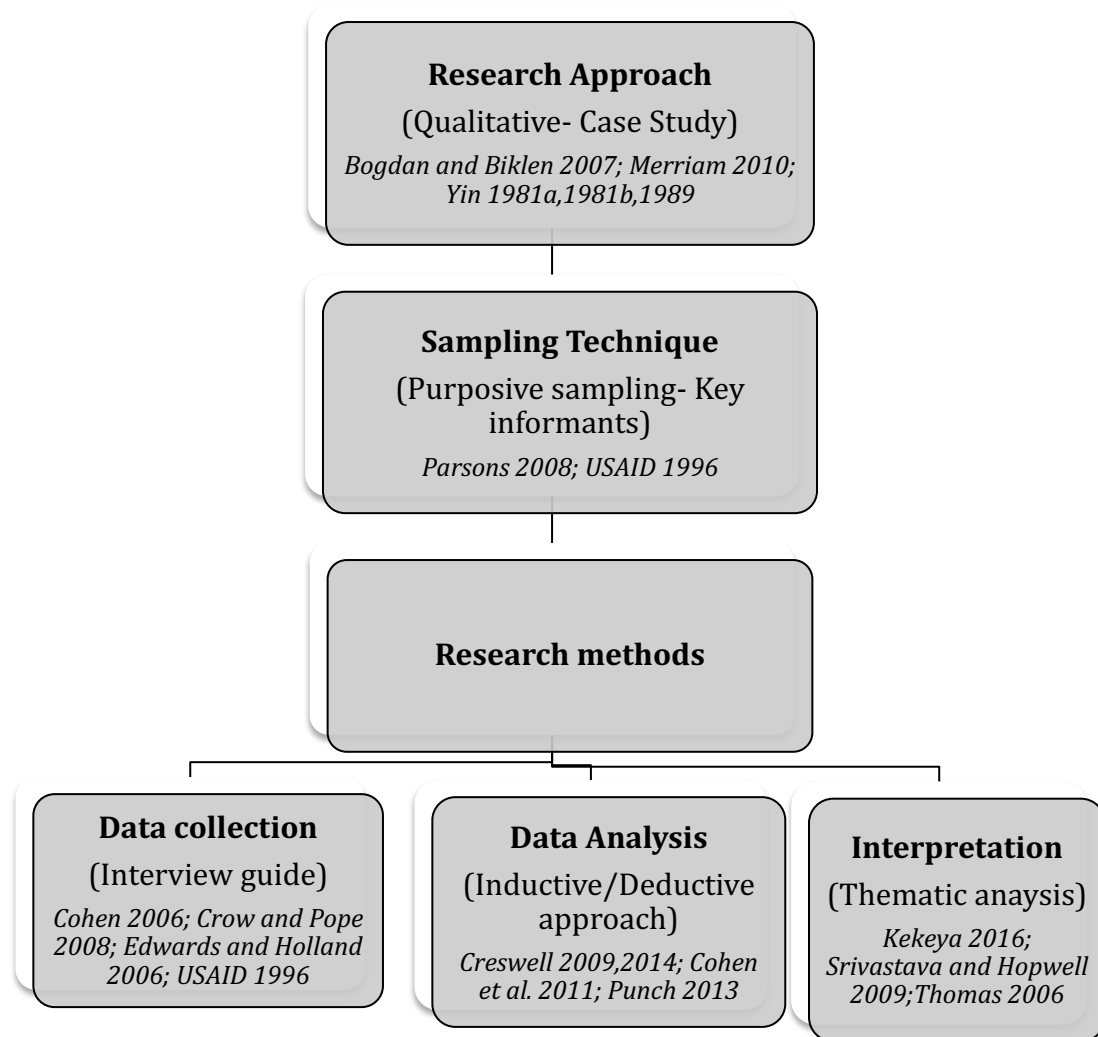 Research Approach
(Qualitative- Case Study)
Bogdan and Biklen 2007; Merriam 2010;
Yin 1981a,1981b,1989
Sampling Technique
(Purposive sampling- Key
informants)
Parsons 2008; USAID 1996
Research methods
Data collection
(Interview guide)
Cohen 2006; Crow and Pope
2008; Edwards and Holland
2006; USAID 1996
Data Analysis
(Inductive/Deductive
approach)
Creswell 2009,2014; Cohen
et al. 2011; Punch 2013
Interpretation
(Thematic anaysis)
Kekeya 2016;
Srivastava and Hopwell
2009;Thomas 2006